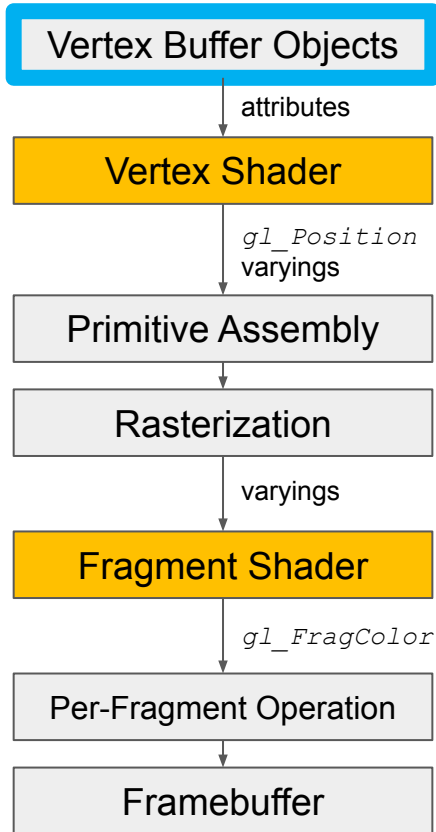 Vertex Buffer Objects
attributes
Vertex Shader
gl_Position
varyings
Primitive Assembly
Rasterization
varyings
Fragment Shader
gl_FragColor
Per-Fragment Operation
Framebuffer